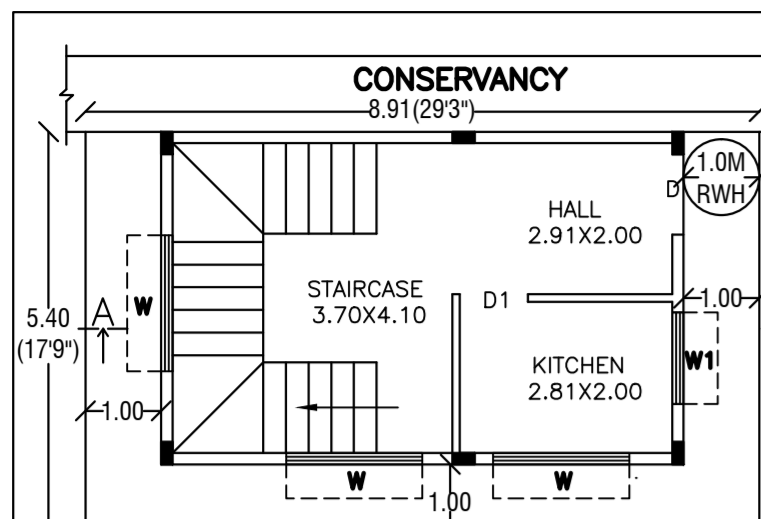 CONSERVANCY
8.91(29'3")
1.0M
RWH
D
HALL
2.91X2.00
STAIRCASE
3.70X4.10
D1
W
A
5.40
(17'9")
1.00
1.00
W1
KITCHEN
2.81X2.00
W
1.00
W